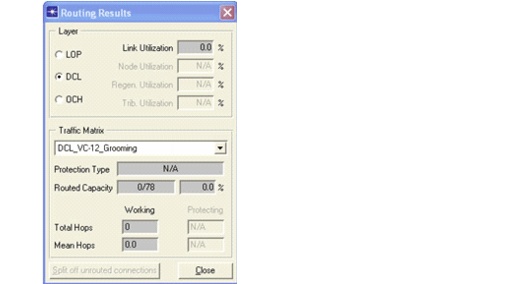 Routing Results
Layer
LOP
DCL
OCH
Link Utilization 0.0 %
Node Utilization N/A %
Regen. Utilization N/A %
Trib. Utilization N/A %
Traffic Matrix
DCL_VC-12_Grooming
Protection Type N/A
Routed Capacity 0/78 0.0 %
Working Protecting
Total Hops 0 N/A
Mean Hops 0.0 N/A
Split off unrouted connections Close